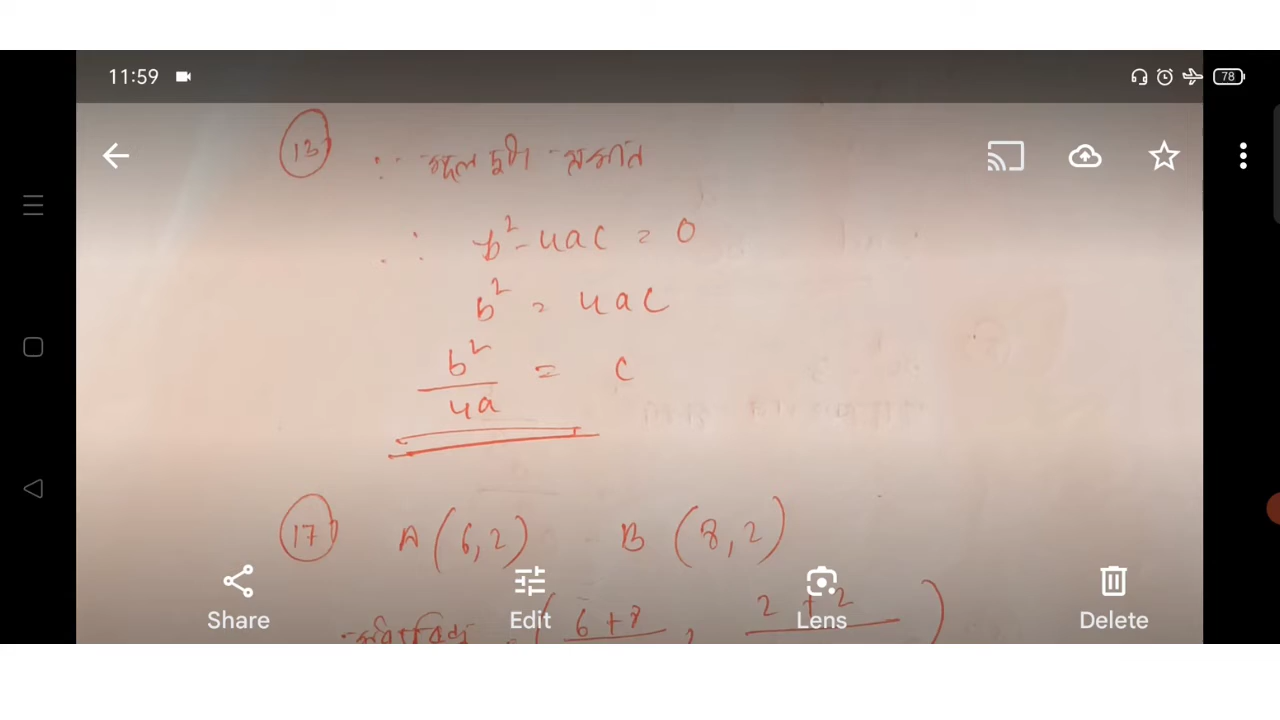 11:59
78
13 ∴ মূল দুটা সমান
∴ b² - 4ac = 0
b² = 4ac
b²/4a = c
17 A (6,2) B (8,2)
= ( 6+8 , 2+2 )
Share Edit Lens Delete